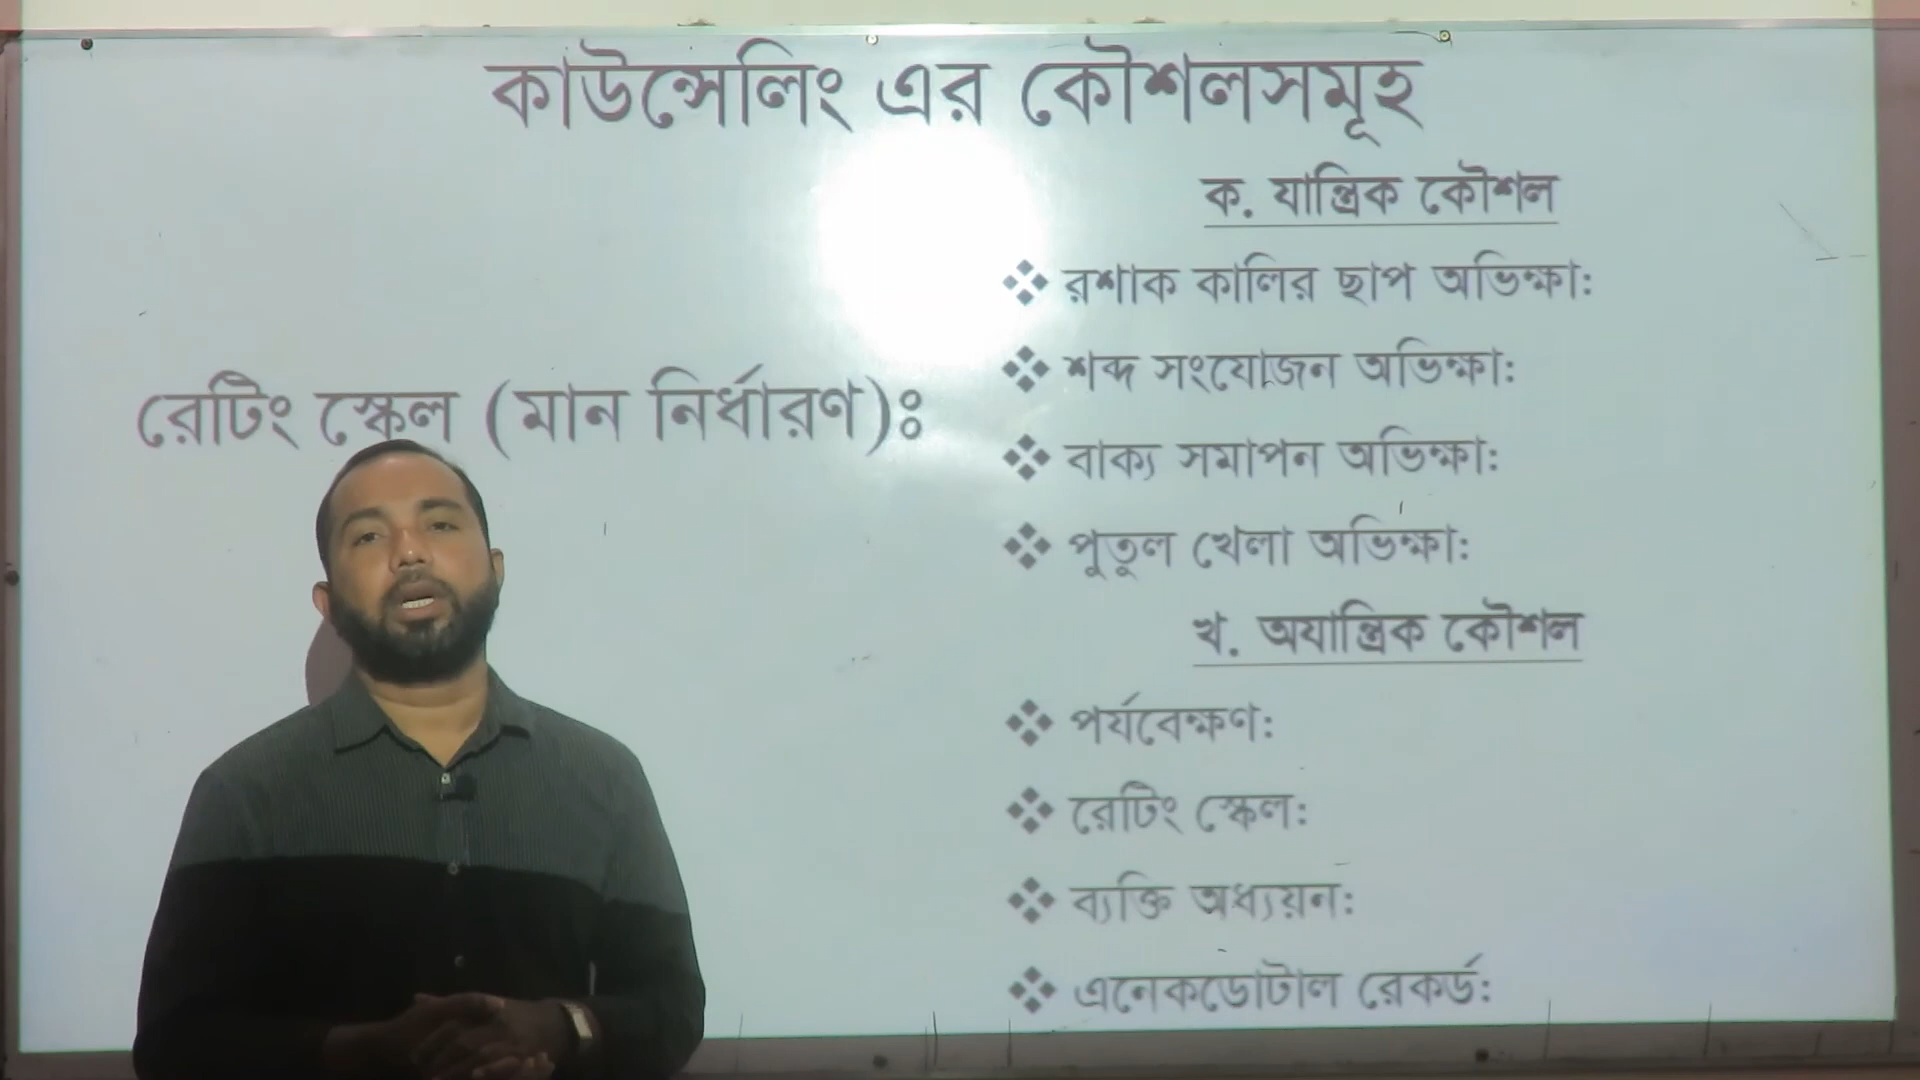 কাউন্সেলিং এর কৌশলসমূহ
রেটিং স্কেল (মান নির্ধারণ)ঃ
ক. যান্ত্রিক কৌশল
❖ রশাক কালির ছাপ অভিক্ষা:
❖ শব্দ সংযোজন অভিক্ষা:
❖ বাক্য সমাপন অভিক্ষা:
❖ পুতুল খেলা অভিক্ষা:
খ. অযান্ত্রিক কৌশল
❖ পর্যবেক্ষণ:
❖ রেটিং স্কেল:
❖ ব্যক্তি অধ্যয়ন:
❖ এনেকডোটাল রেকর্ড: